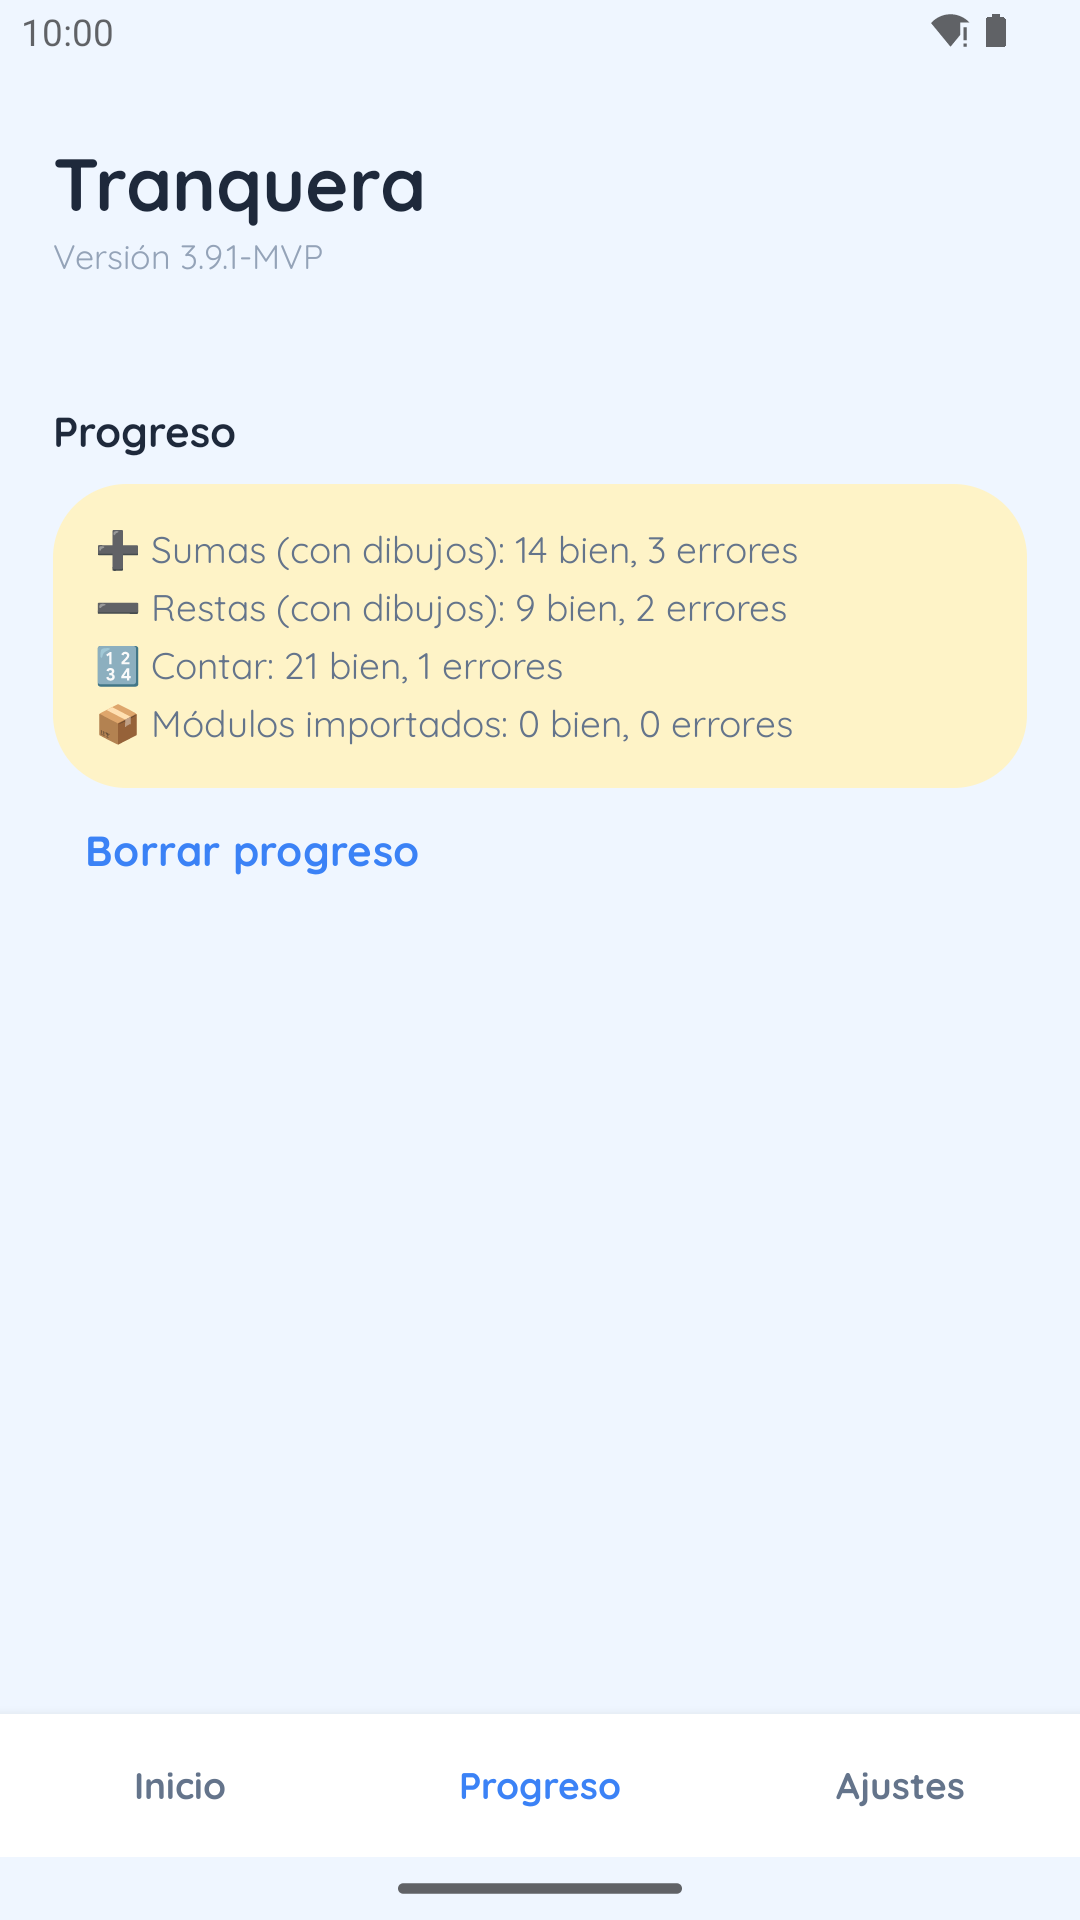 10:00
Tranquera
Versión 3.9.1-MVP
Progreso
➕ Sumas (con dibujos): 14 bien, 3 errores
➖ Restas (con dibujos): 9 bien, 2 errores
🔢 Contar: 21 bien, 1 errores
📦 Módulos importados: 0 bien, 0 errores
Borrar progreso
Inicio Progreso Ajustes